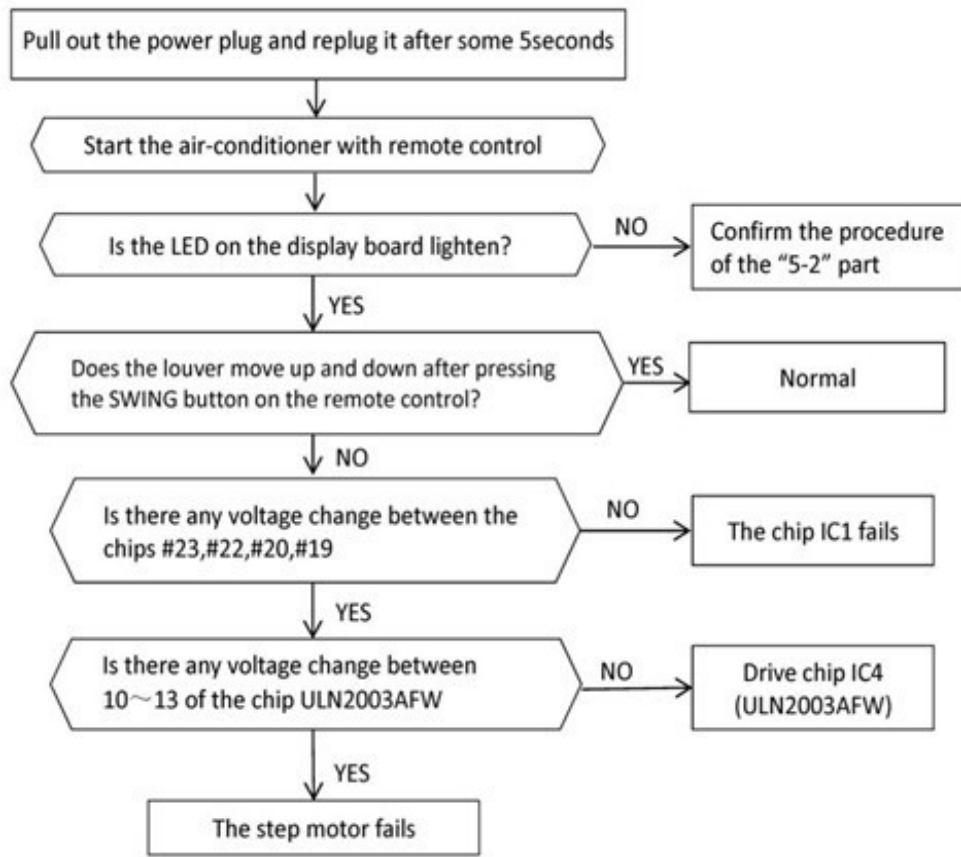 Pull out the power plug and replug it after some 5seconds
Start the air-conditioner with remote control
Is the LED on the display board lighten?
NO
Confirm the procedure
of the “5-2” part
YES
Does the louver move up and down after pressing
the SWING button on the remote control?
YES
Normal
NO
Is there any voltage change between the
chips #23,#22,#20,#19
NO
The chip IC1 fails
YES
Is there any voltage change between
10～13 of the chip ULN2003AFW
NO
Drive chip IC4
(ULN2003AFW)
YES
The step motor fails